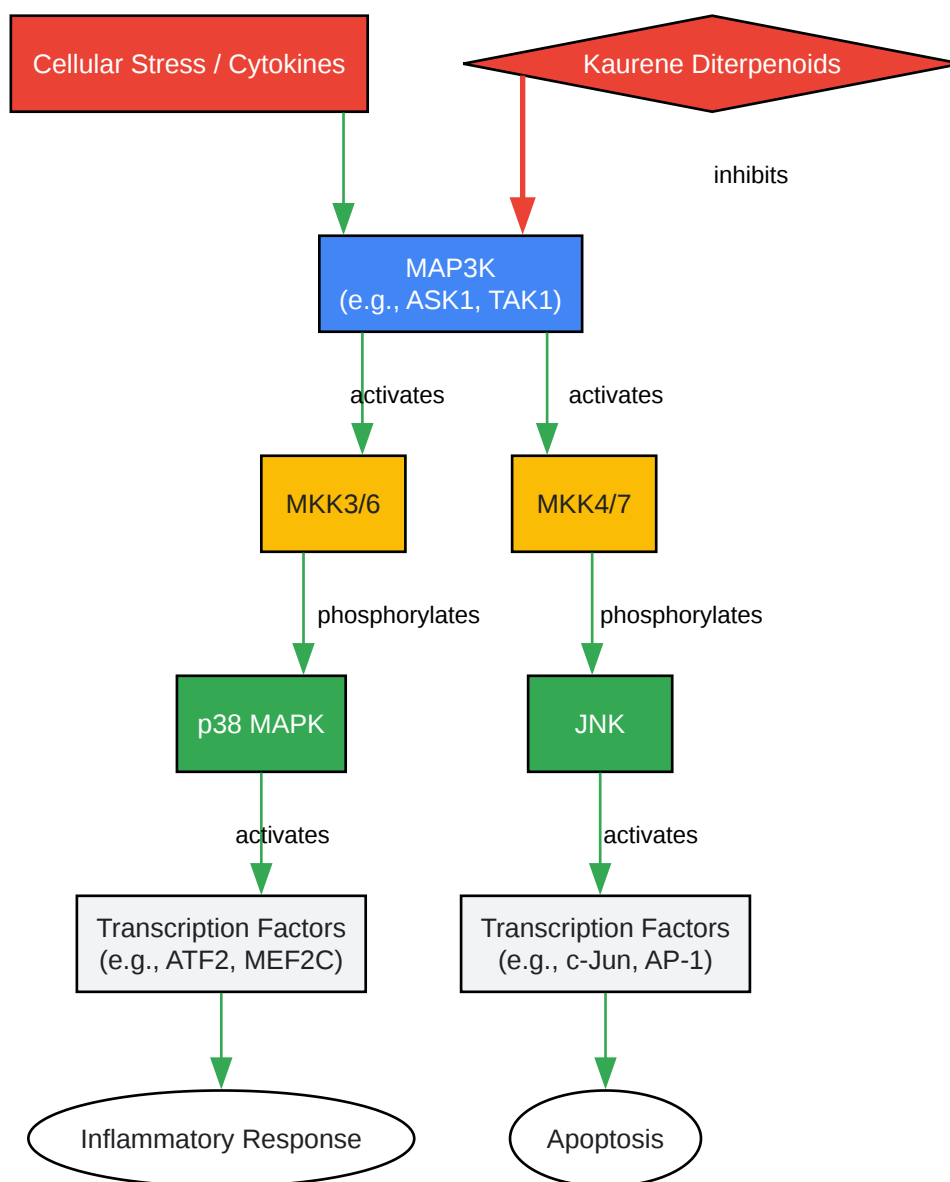 Cellular Stress / Cytokines
Kaurene Diterpenoids
inhibits
MAP3K
(e.g., ASK1, TAK1)
activates
activates
MKK3/6
MKK4/7
phosphorylates
phosphorylates
p38 MAPK
JNK
activates
activates
Transcription Factors
(e.g., ATF2, MEF2C)
Transcription Factors
(e.g., c-Jun, AP-1)
Inflammatory Response
Apoptosis